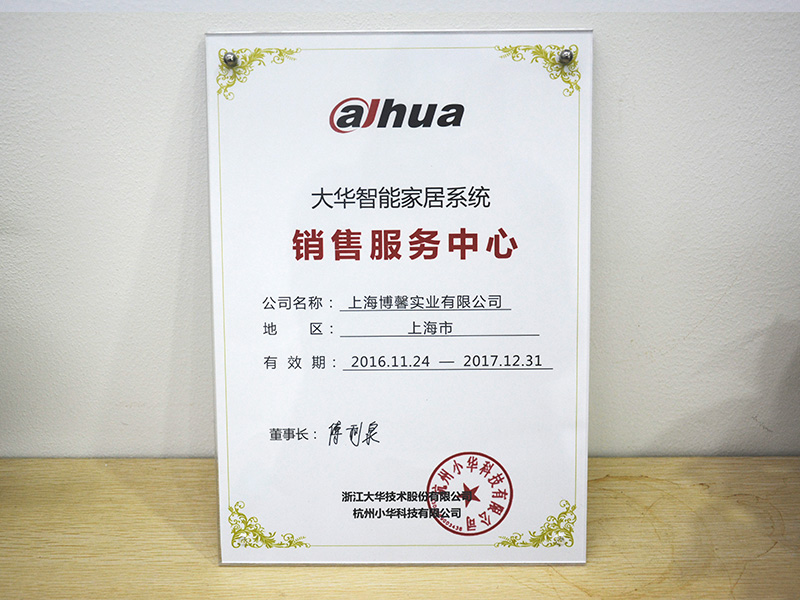 alhua
大华智能家居系统
销售服务中心
公司名称： 上海博馨实业有限公司
地 区： 上海市
有 效 期： 2016.11.24 — 2017.12.31
董事长： 傅利泉
浙江大华技术股份有限公司
杭州小华科技有限公司
杭州小华科技有限公司